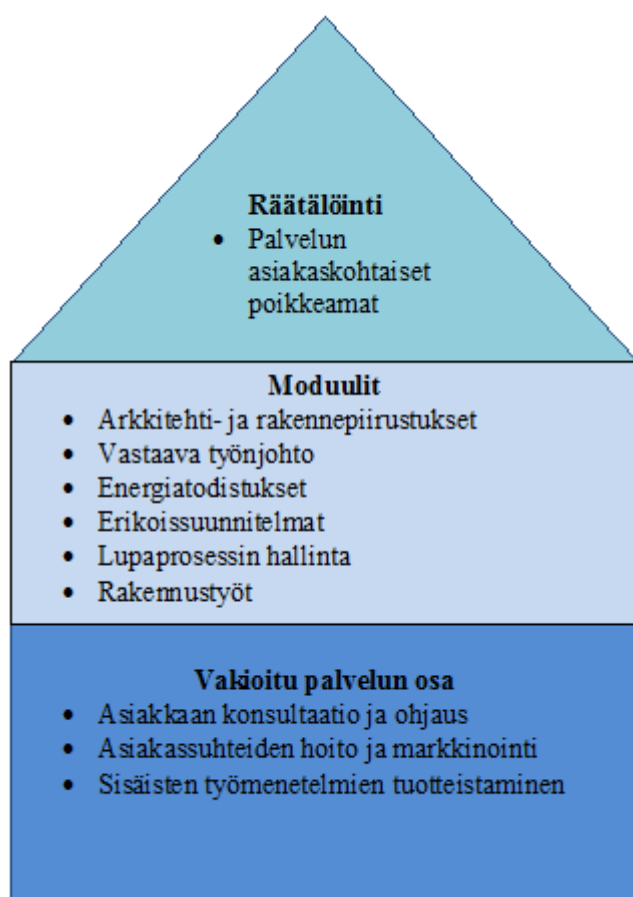 Räätälöinti
• Palvelun
asiakaskohtaiset
poikkeamat
Moduulit
• Arkkitehti- ja rakennepiirustukset
• Vastaava työnjohto
• Energiatodistukset
• Erikoissuunnitelmat
• Lupaprosessin hallinta
• Rakennustyöt
Vakioitu palvelun osa
• Asiakkaan konsultaatio ja ohjaus
• Asiakassuhteiden hoito ja markkinointi
• Sisäisten työmenetelmien tuotteistaminen